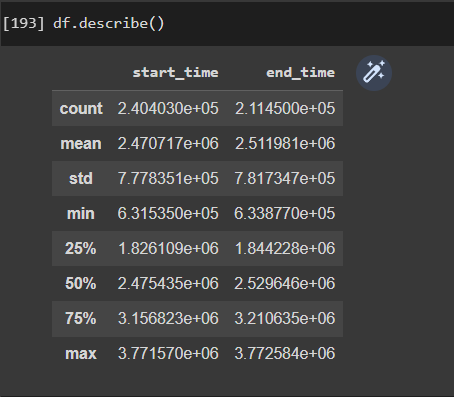 [193] df.describe()
start_time end_time
count 2.404030e+05 2.114500e+05
mean 2.470717e+06 2.511981e+06
std 7.778351e+05 7.817347e+05
min 6.315350e+05 6.338770e+05
25% 1.826109e+06 1.844228e+06
50% 2.475435e+06 2.529646e+06
75% 3.156823e+06 3.210635e+06
max 3.771570e+06 3.772584e+06